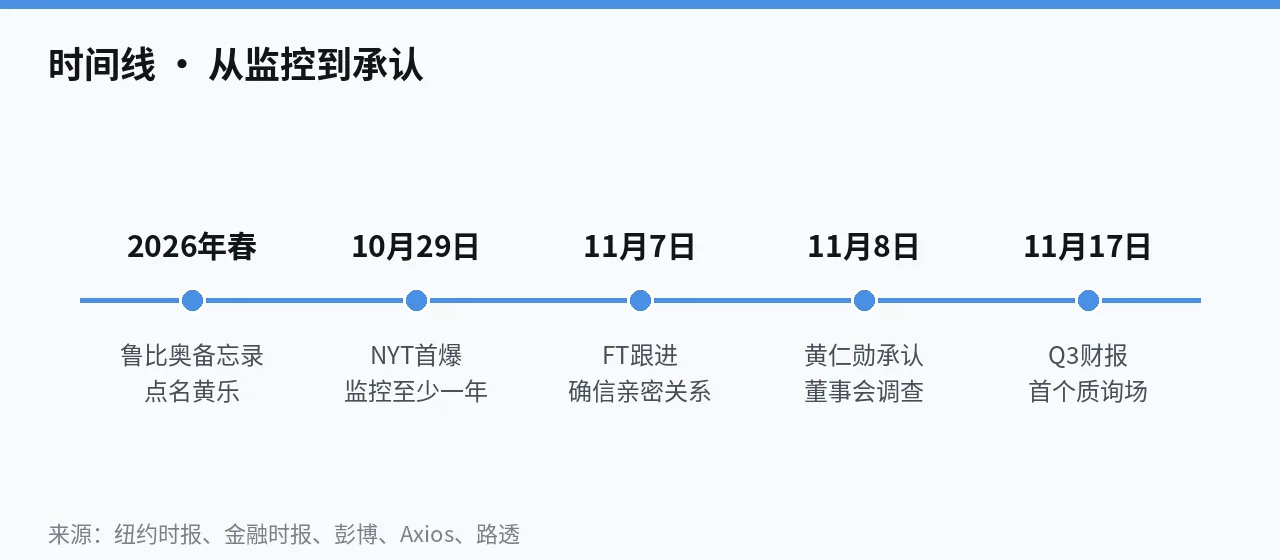 时间线 · 从监控到承认
2026年春
10月29日
11月7日
11月8日
11月17日
鲁比奥备忘录
点名黄乐
NYT首爆
监控至少一年
FT跟进
确信亲密关系
黄仁勋承认
董事会调查
Q3财报
首个质询场
来源：纽约时报、金融时报、彭博、Axios、路透